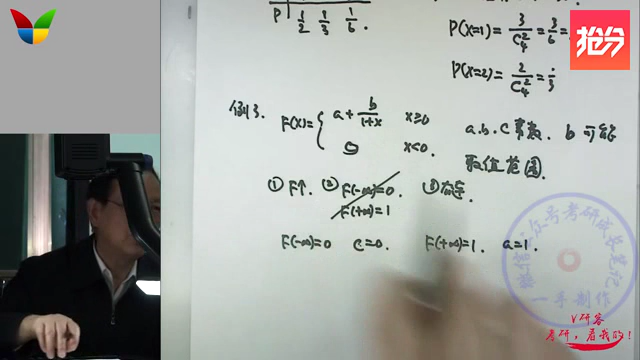 P 1/2 1/3 1/6 .
P(X=1) = 3/C₄² = 3/6 =
P(X=2) = 2/C₄² = 1/3
抢分
例3. F(x)= { a + b/(1+x) x≥0
x<0.
a.b.c常数. b可能
取值范围.
① F↑. ② F(-∞)=0. ③右连.
F(+∞)=1
F(-∞)=0 c=0. F(+∞)=1. a=1.
一手制作
V研客
考研，看我的！